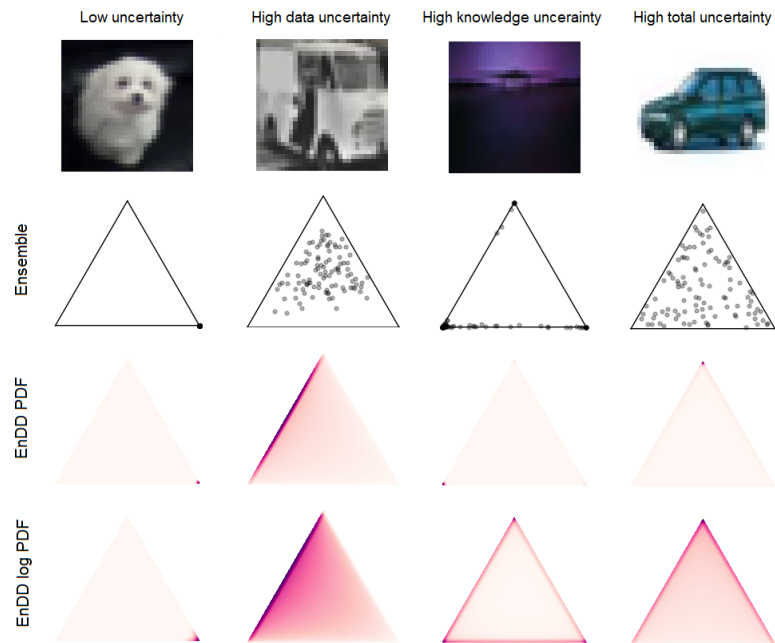 Low uncertainty
High data uncertainty
High knowledge uncerainty
High total uncertainty
Ensemble
EnDD PDF
EnDD log PDF